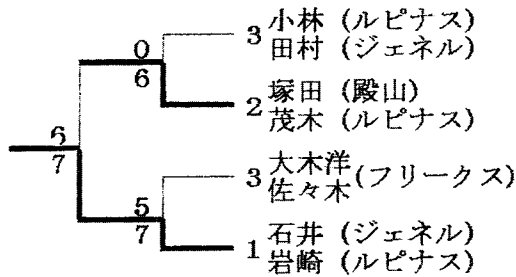 0
6
3 小林 (ルピナス)
田村 (ジェネル)
2 塚田 (殿山)
茂木 (ルピナス)
6
7
5
7
3 大木洋
佐々木 (フリークス)
1 石井 (ジェネル)
岩崎 (ルピナス)